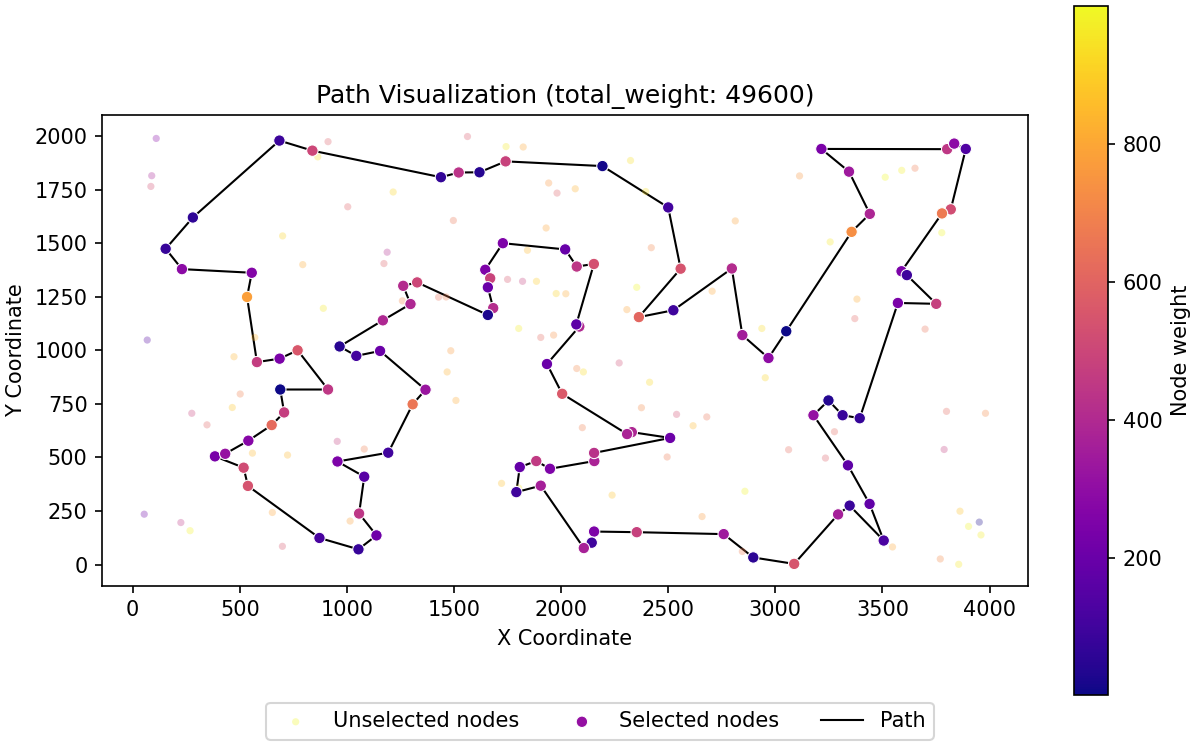 Path Visualization (total_weight: 49600)
2000
1750
1500
1250
1000
750
500
250
0
Y Coordinate
0 500 1000 1500 2000 2500 3000 3500 4000
X Coordinate
800
600
400
200
Node weight
Unselected nodes Selected nodes Path